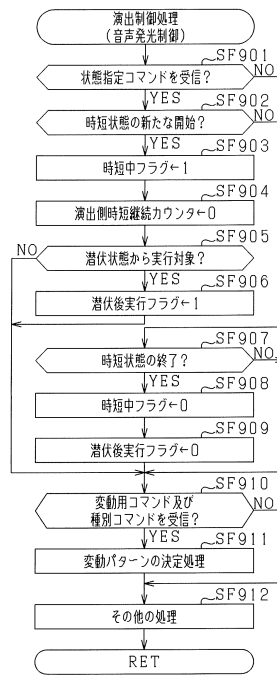 演出制御処理
(音声発光制御)
SF901
状態指定コマンドを受信?
NO
YES
SF902
時短状態の新たな開始?
NO
YES
SF903
時短中フラグ←1
SF904
演出側時短継続カウンタ←0
SF905
NO
潜伏状態から実行対象?
YES
SF906
潜伏後実行フラグ←1
SF907
時短状態の終了?
NO
YES
SF908
時短中フラグ←0
SF909
潜伏後実行フラグ←0
SF910
変動用コマンド及び
種別コマンドを受信?
NO
YES
SF911
変動パターンの決定処理
SF912
その他の処理
RET